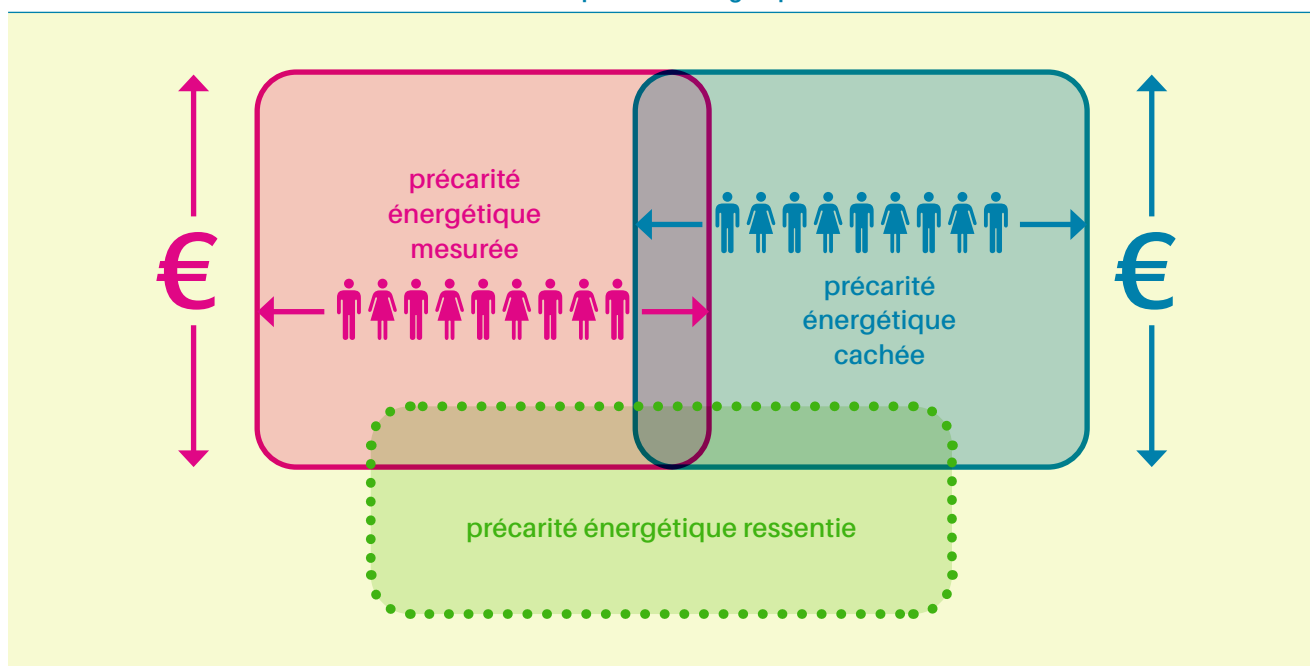 précarité
énergétique
mesurée
€
€
précarité
énergétique
cachée
précarité énergétique ressentie